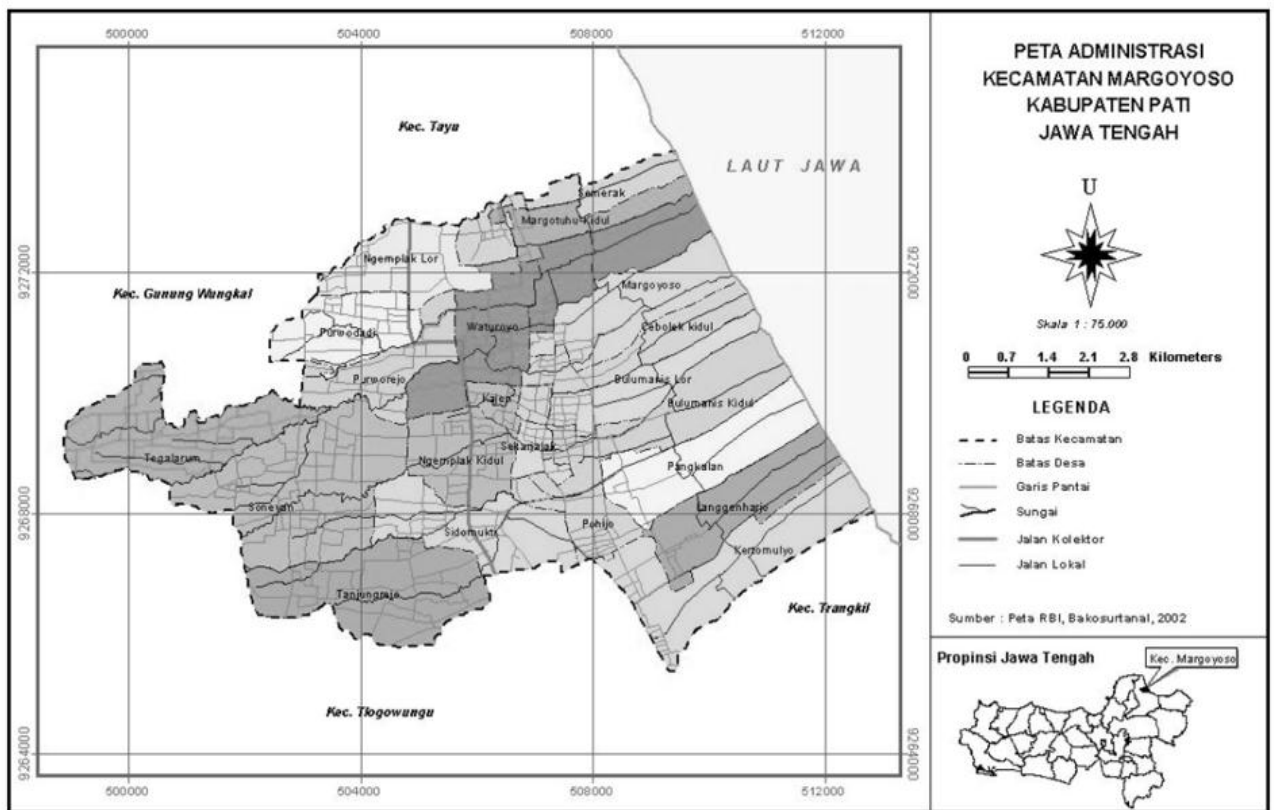 500000
504000
508000
512000
PETA ADMINISTRASI
KECAMATAN MARGOYOSO
KABUPATEN PATI
JAWA TENGAH
Kec. Tayu
LAUT JAWA
U
Semerak
Margotuhu Kidul
Ngemplak Lor
9272000
9272000
Kec. Gunung Wungkal
Margoyoso
Purwodadi
Waturoyo
Cebolek kidul
Skala 1 : 75.000
0 0.7 1.4 2.1 2.8 Kilometers
Purworejo
Bulumanis Lor
Kajen
Bulumanis Kidul
LEGENDA
Batas Kecamatan
Batas Desa
Garis Pantai
Sungai
Jalan Kolektor
Jalan Lokal
Sekarjalak
Tegalarum
Ngemplak Kidul
Pangkalan
Soneyan
Langgenharjo
9268000
9268000
Sidomukti
Pohijo
Kertomulyo
Tanjungrejo
Kec. Trangkil
Sumber : Peta RBI, Bakosurtanal, 2002
Propinsi Jawa Tengah
Kec. Margoyoso
Kec. Tlogowungu
9264000
9264000
500000
504000
508000
512000